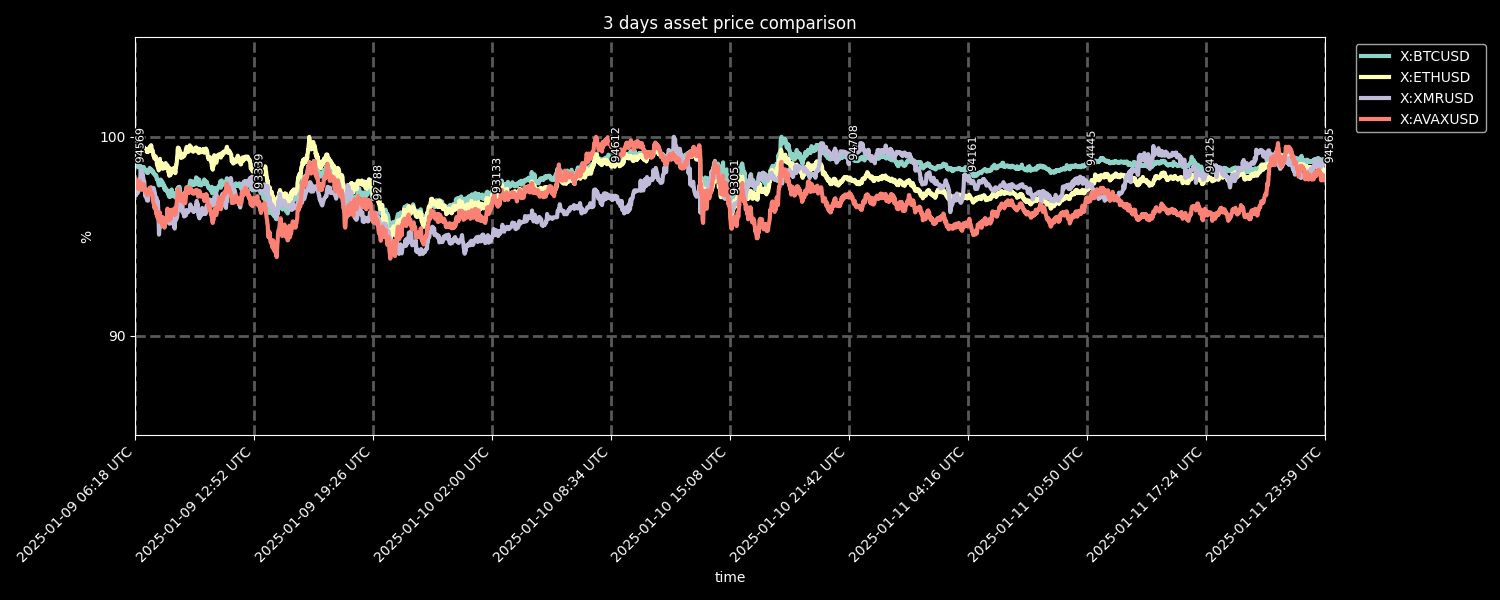 3 days asset price comparison
X:BTCUSD
X:ETHUSD
X:XMRUSD
X:AVAXUSD
100
90
%
94569
93339
92788
93133
94612
93051
94708
94161
94445
94125
94565
2025-01-09 06:18 UTC
2025-01-09 12:52 UTC
2025-01-09 19:26 UTC
2025-01-10 02:00 UTC
2025-01-10 08:34 UTC
2025-01-10 15:08 UTC
2025-01-10 21:42 UTC
2025-01-11 04:16 UTC
2025-01-11 10:50 UTC
2025-01-11 17:24 UTC
2025-01-11 23:59 UTC
time